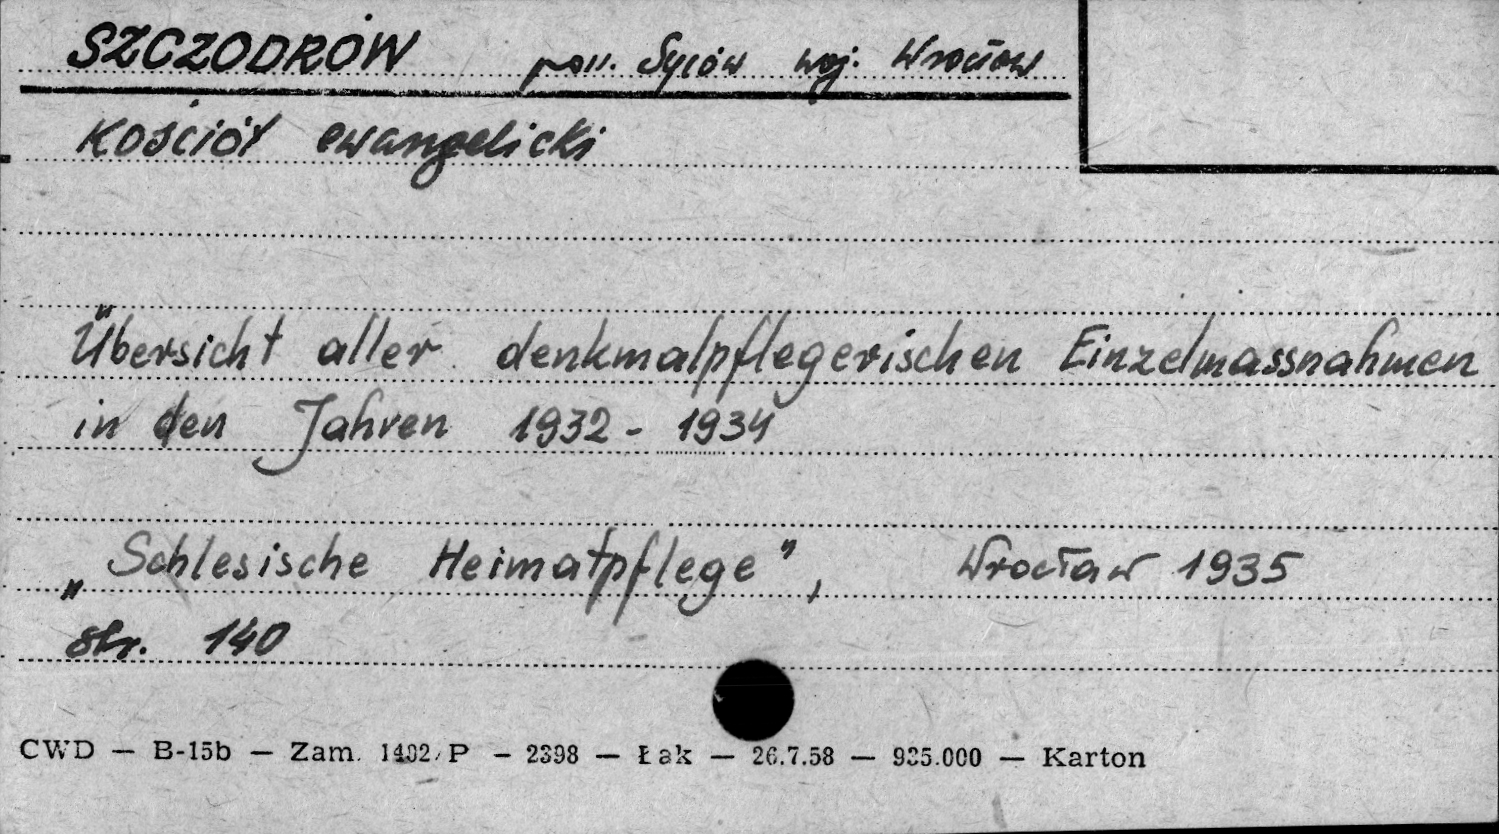 SZCZODRÓW pow. Syców woj. Wrocław
Kościół ewangelicki
Übersicht aller denkmalpflegerischen Einzelmassnahmen
in den Jahren 1932 - 1934
„Schlesische Heimatpflege", Wrocław 1935
str. 140
CWD — B-15b — Zam. 1402/P — 2398 — Łak — 26.7.58 — 935.000 — Karton